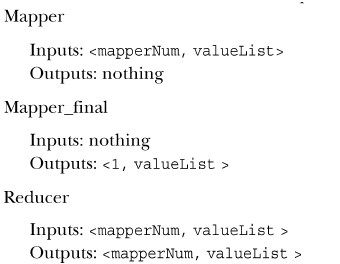 Mapper
Inputs: <mapperNum, valueList>
Outputs: nothing
Mapper_final
Inputs: nothing
Outputs: <1, valueList >
Reducer
Inputs: <mapperNum, valueList >
Outputs: <mapperNum, valueList >